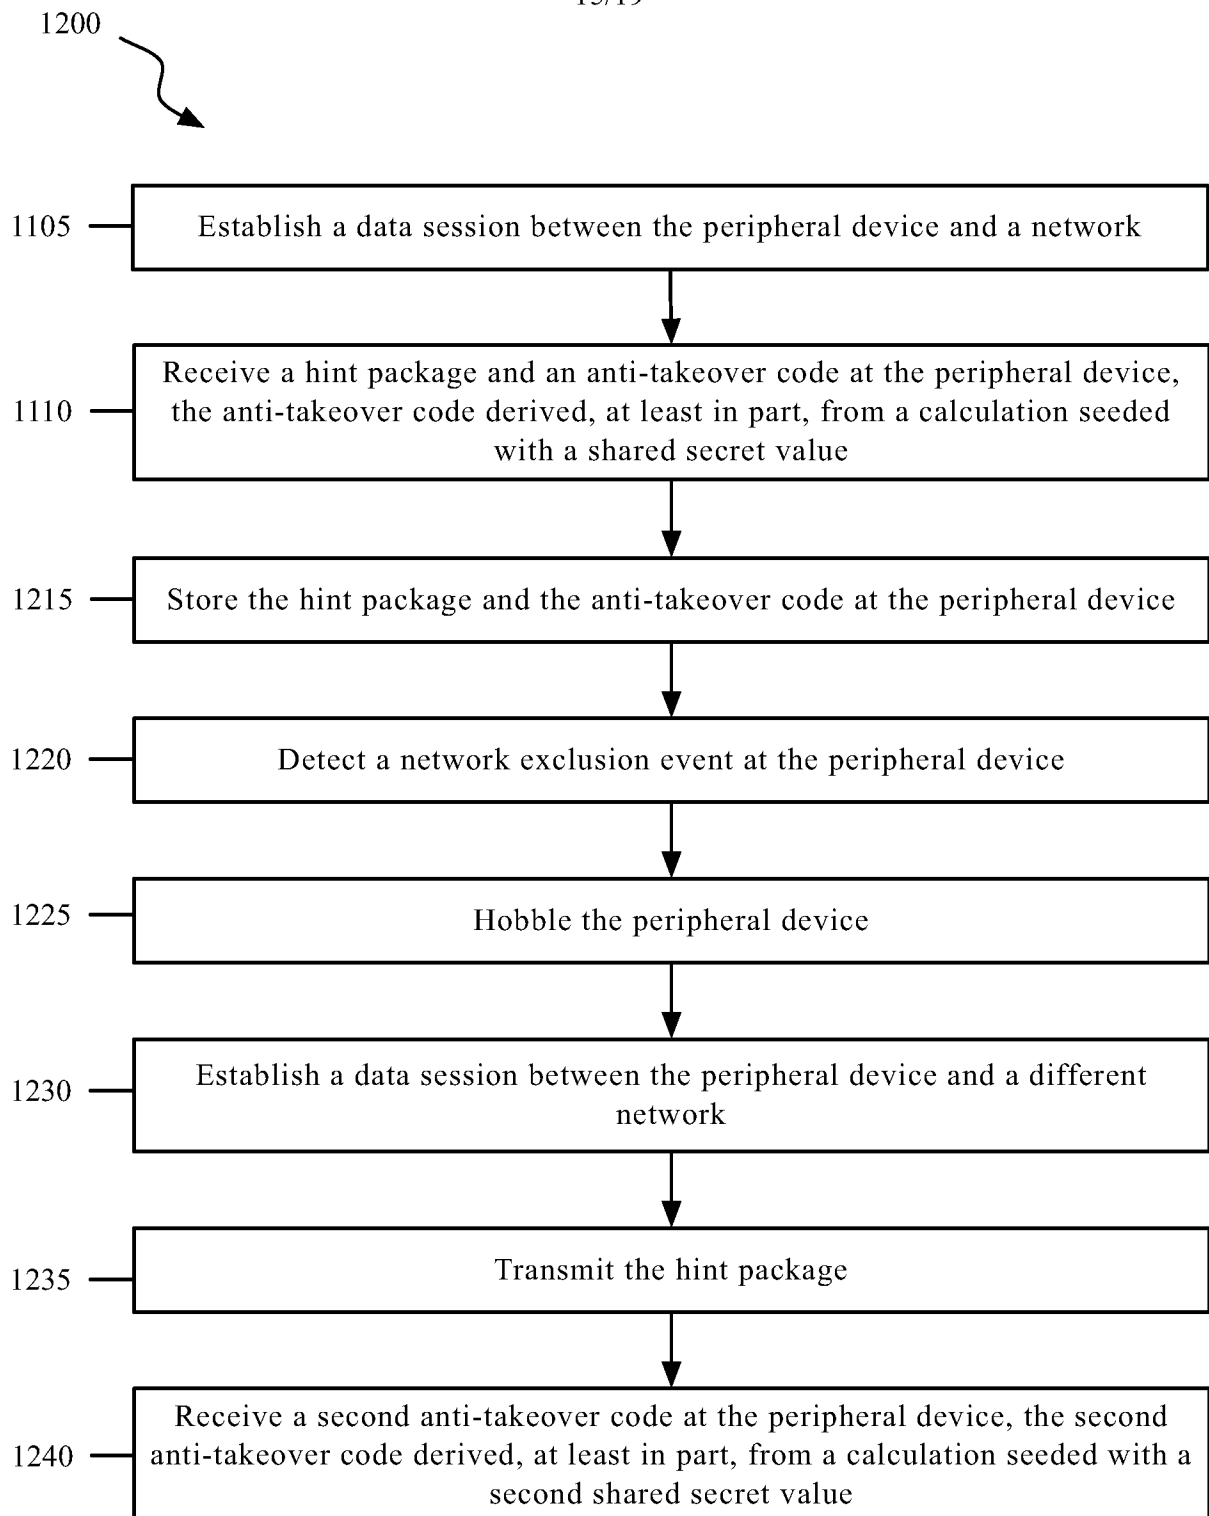 1200
1105
Establish a data session between the peripheral device and a network
Receive a hint package and an anti-takeover code at the peripheral device,
1110
the anti-takeover code derived, at least in part, from a calculation seeded
with a shared secret value
1215
Store the hint package and the anti-takeover code at the peripheral device
1220
Detect a network exclusion event at the peripheral device
1225
Hobble the peripheral device
1230
Establish a data session between the peripheral device and a different
network
1235
Transmit the hint package
Receive a second anti-takeover code at the peripheral device, the second
1240
anti-takeover code derived, at least in part, from a calculation seeded with a
second shared secret value